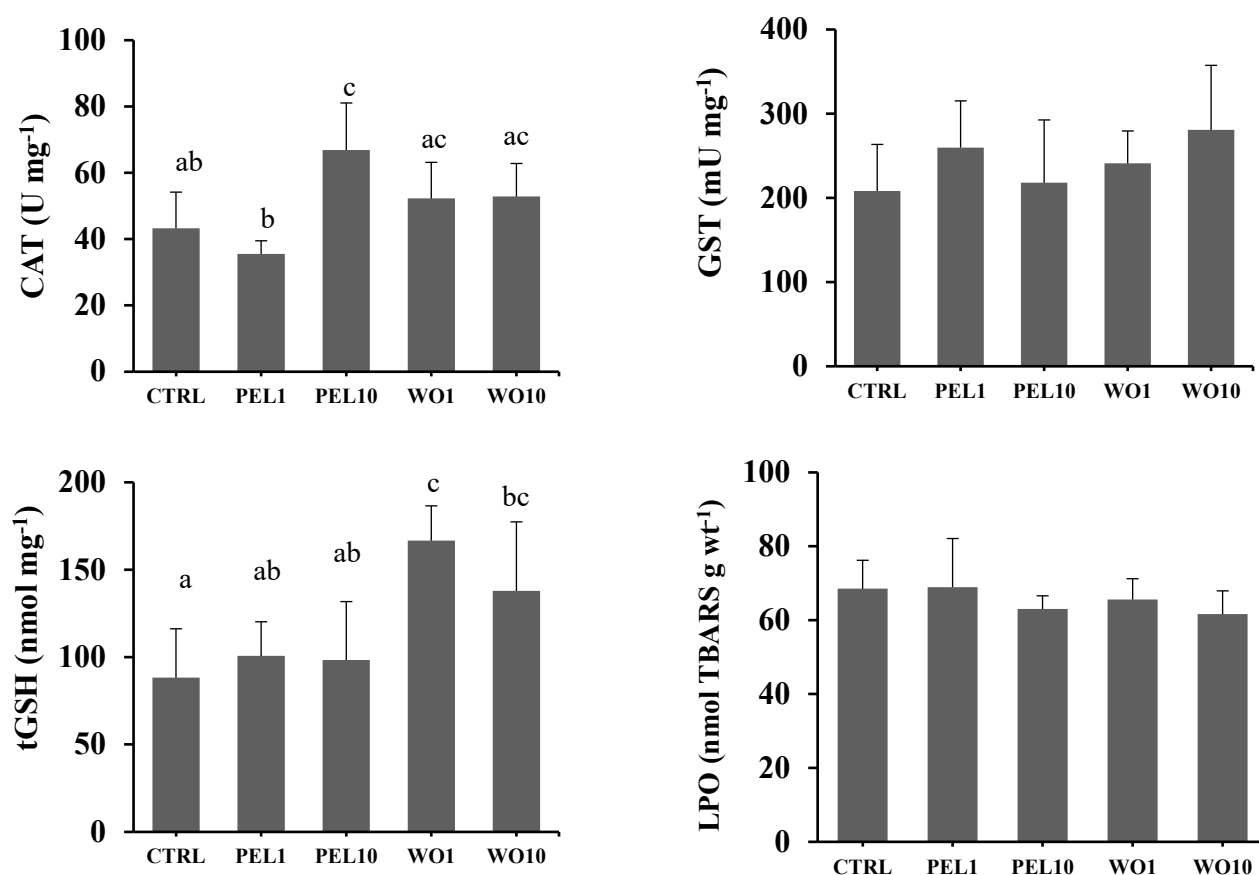 CAT (U mg⁻¹)
100
80
60
40
20
0
ab
b
c
ac
ac
CTRL PEL1 PEL10 WO1 WO10
GST (mU mg⁻¹)
400
300
200
100
0
CTRL PEL1 PEL10 WO1 WO10
tGSH (nmol mg⁻¹)
200
150
100
50
0
a
ab
ab
c
bc
CTRL PEL1 PEL10 WO1 WO10
LPO (nmol TBARS g wt⁻¹)
100
80
60
40
20
0
CTRL PEL1 PEL10 WO1 WO10